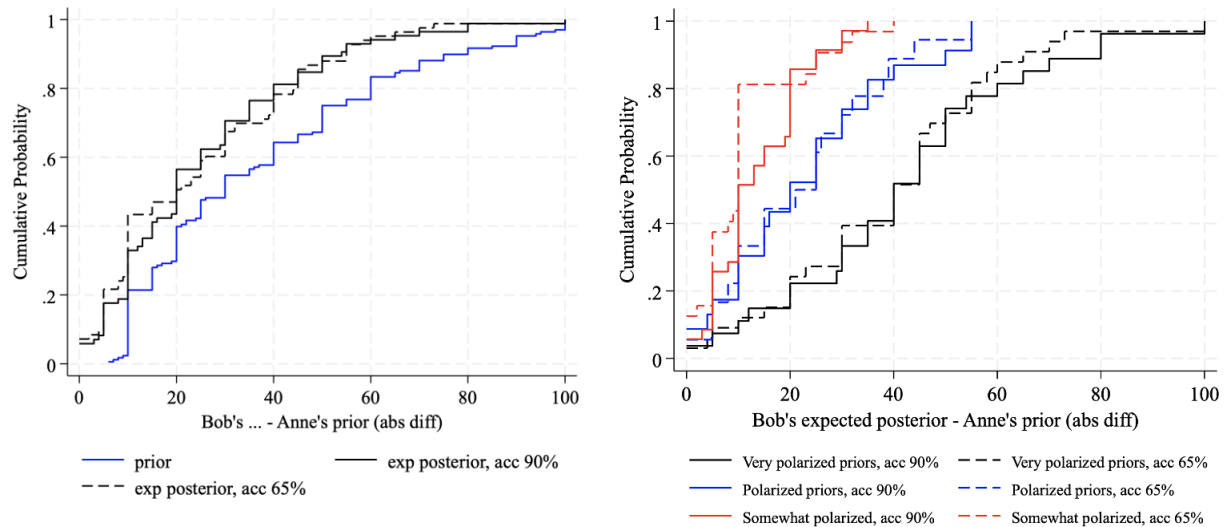 1
.8
.6
.4
.2
0
Cumulative Probability
0 20 40 60 80 100
Bob's ... - Anne's prior (abs diff)
prior
exp posterior, acc 90%
exp posterior, acc 65%
1
.8
.6
.4
.2
0
Cumulative Probability
0 20 40 60 80 100
Bob's expected posterior - Anne's prior (abs diff)
Very polarized priors, acc 90%
Very polarized priors, acc 65%
Polarized priors, acc 90%
Polarized priors, acc 65%
Somewhat polarized, acc 90%
Somewhat polarized, acc 65%